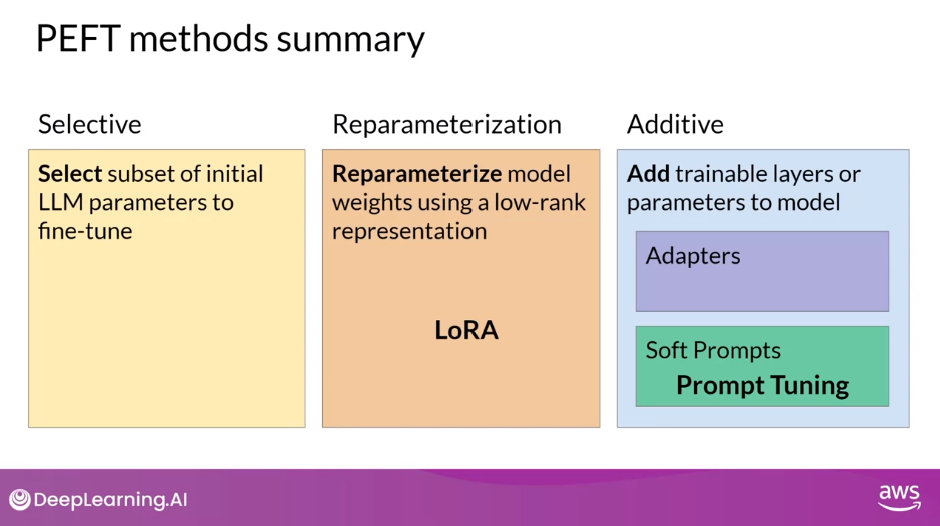 PEFT methods summary
Selective
Select subset of initial
LLM parameters to
fine-tune
Reparameterization
Reparameterize model
weights using a low-rank
representation
LoRA
Additive
Add trainable layers or
parameters to model
Adapters
Soft Prompts
Prompt Tuning
DeepLearning.AI
aws